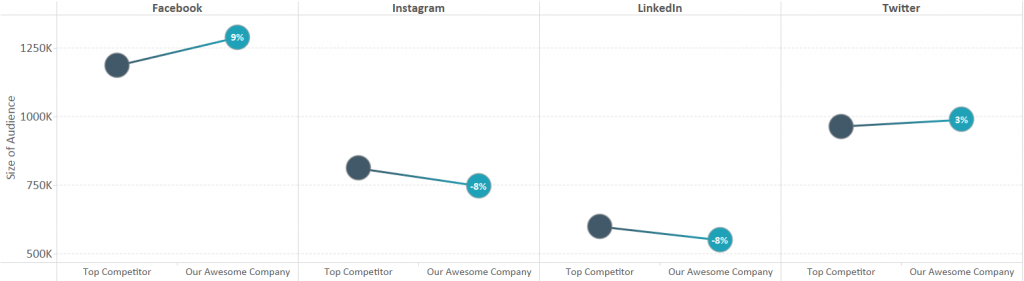 Facebook Instagram LinkedIn Twitter
Size of Audience
1250K
1000K
750K
500K
9%
-8%
-8%
3%
Top Competitor Our Awesome Company Top Competitor Our Awesome Company Top Competitor Our Awesome Company Top Competitor Our Awesome Company